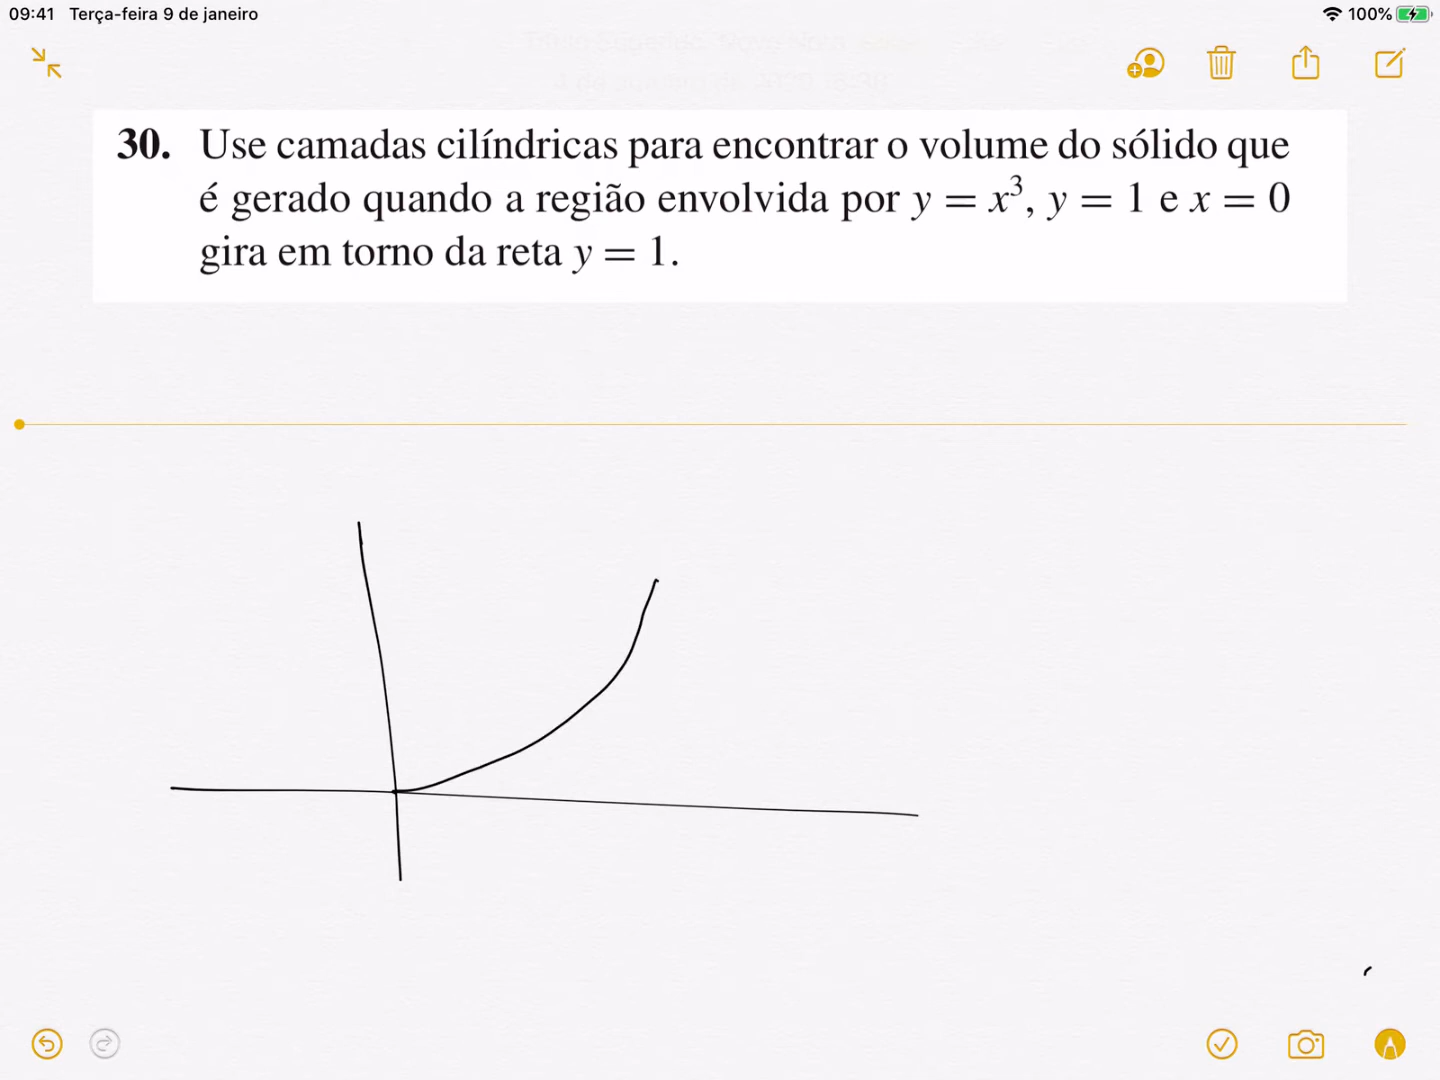 09:41 Terça-feira 9 de janeiro
100%
30. Use camadas cilíndricas para encontrar o volume do sólido que
é gerado quando a região envolvida por y = x³, y = 1 e x = 0
gira em torno da reta y = 1.